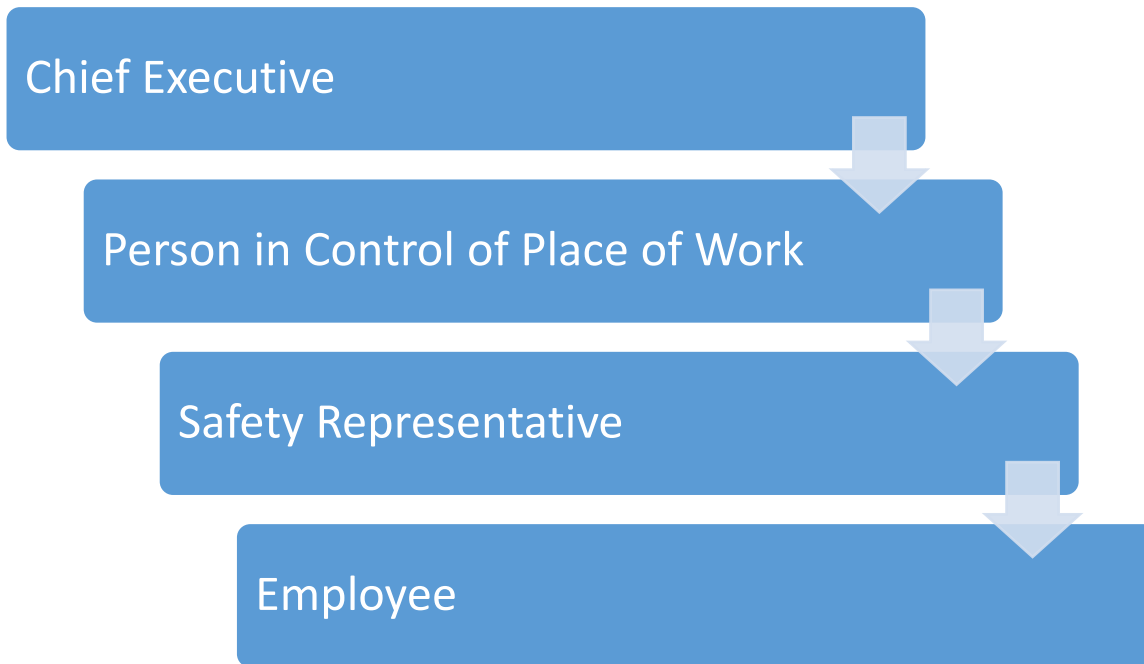 Chief Executive
Person in Control of Place of Work
Safety Representative
Employee